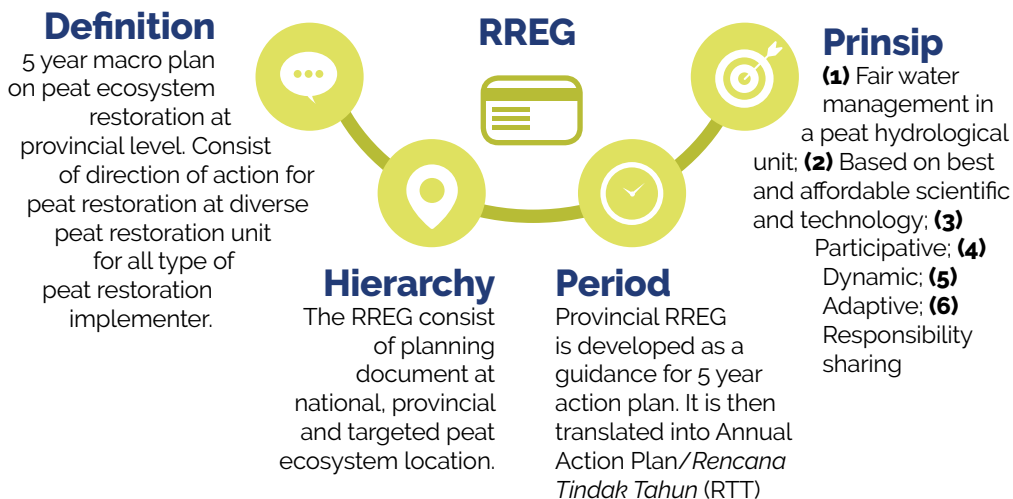 Definition
5 year macro plan
on peat ecosystem
restoration at
provincial level. Consist
of direction of action for
peat restoration at diverse
peat restoration unit
for all type of
peat restoration
implementer.
RREG
Hierarchy
The RREG consist
of planning
document at
national, provincial
and targeted peat
ecosystem location.
Period
Provincial RREG
is developed as a
guidance for 5 year
action plan. It is then
translated into Annual
Action Plan/Rencana
Tindak Tahun (RTT)
Prinsip
(1) Fair water
management in
a peat hydrological
unit; (2) Based on best
and affordable scientific
and technology; (3)
Participative; (4)
Dynamic; (5)
Adaptive; (6)
Responsibility
sharing